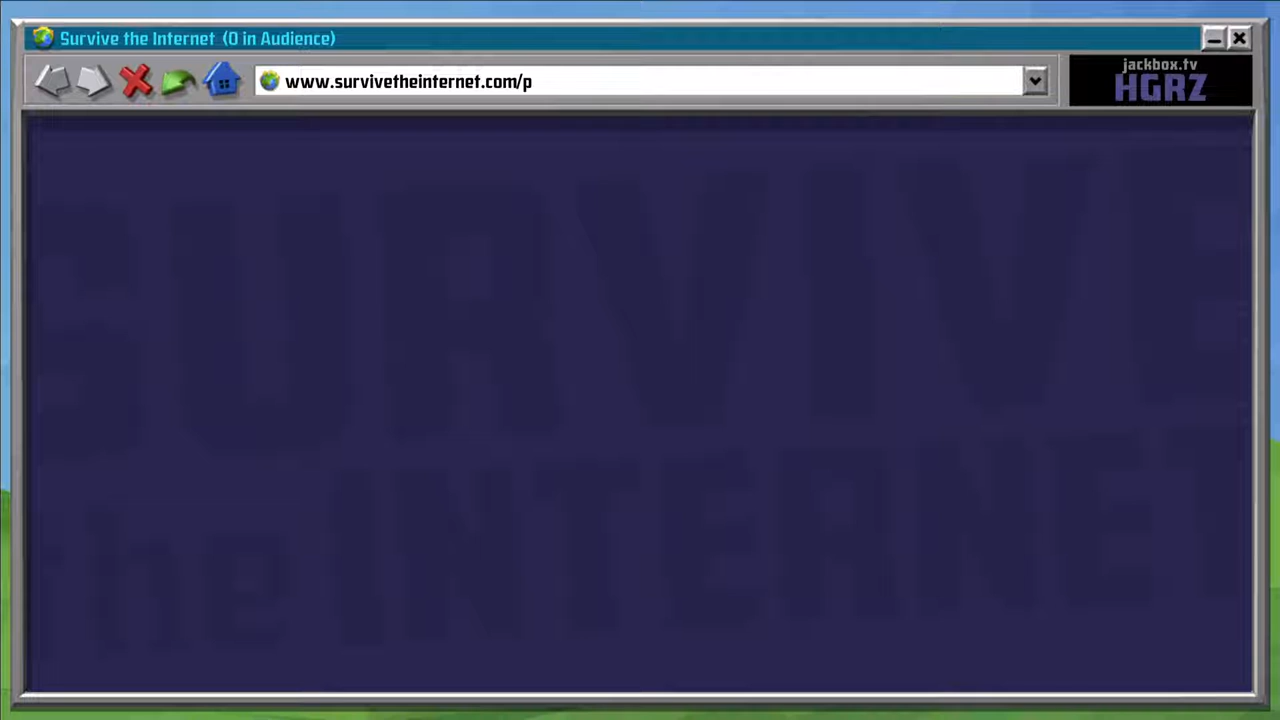 Survive the Internet (0 in Audience)
www.survivetheinternet.com/p
jackbox.tv
HGRZ
SURVIVE
the INTERNET